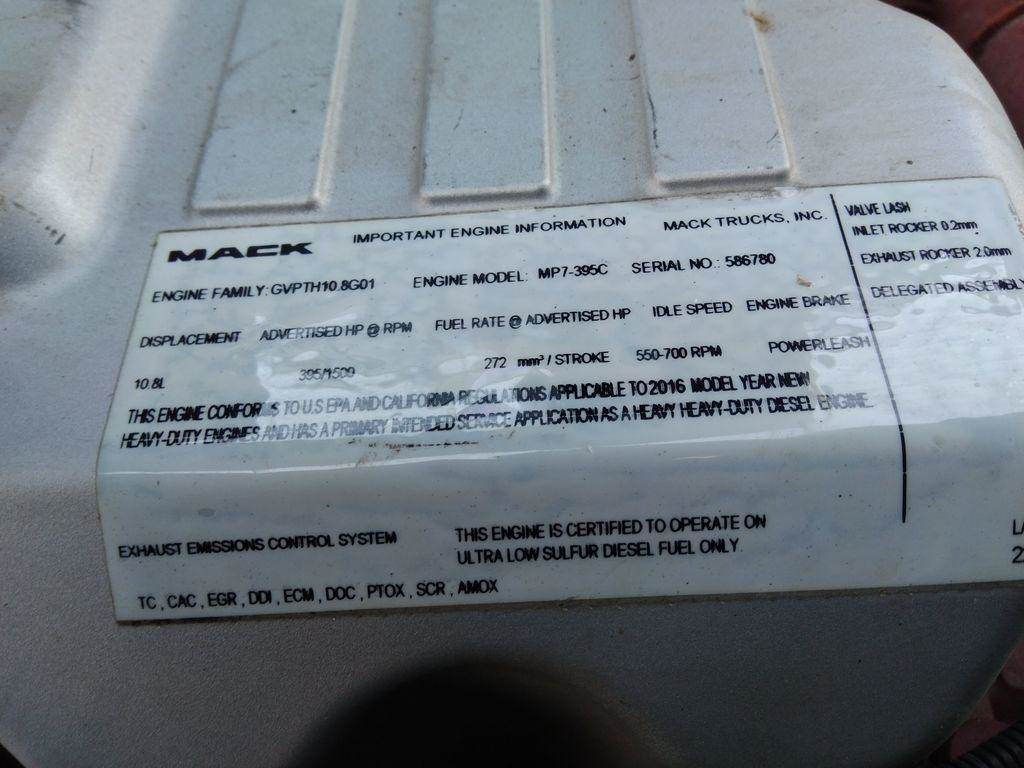 MACK IMPORTANT ENGINE INFORMATION MACK TRUCKS, INC.
ENGINE FAMILY: GVPTH10.8G01 ENGINE MODEL: MP7-395C SERIAL NO.: 586780
DISPLACEMENT ADVERTISED HP @ RPM FUEL RATE @ ADVERTISED HP IDLE SPEED ENGINE BRAKE
10.8L 395/1500 272 mm³ / STROKE 550-700 RPM POWERLEASH
THIS ENGINE CONFORMS TO U.S EPA AND CALIFORNIA REGULATIONS APPLICABLE TO 2016 MODEL YEAR NEW
HEAVY-DUTY ENGINES AND HAS A PRIMARY INTENDED SERVICE APPLICATION AS A HEAVY HEAVY-DUTY DIESEL ENGINE.
VALVE LASH
INLET ROCKER 0.2mm
EXHAUST ROCKER 2.0mm
DELEGATED ASSEMBLY
EXHAUST EMISSIONS CONTROL SYSTEM
THIS ENGINE IS CERTIFIED TO OPERATE ON
ULTRA LOW SULFUR DIESEL FUEL ONLY
TC , CAC , EGR , DDI , ECM , DOC , PTOX , SCR , AMOX